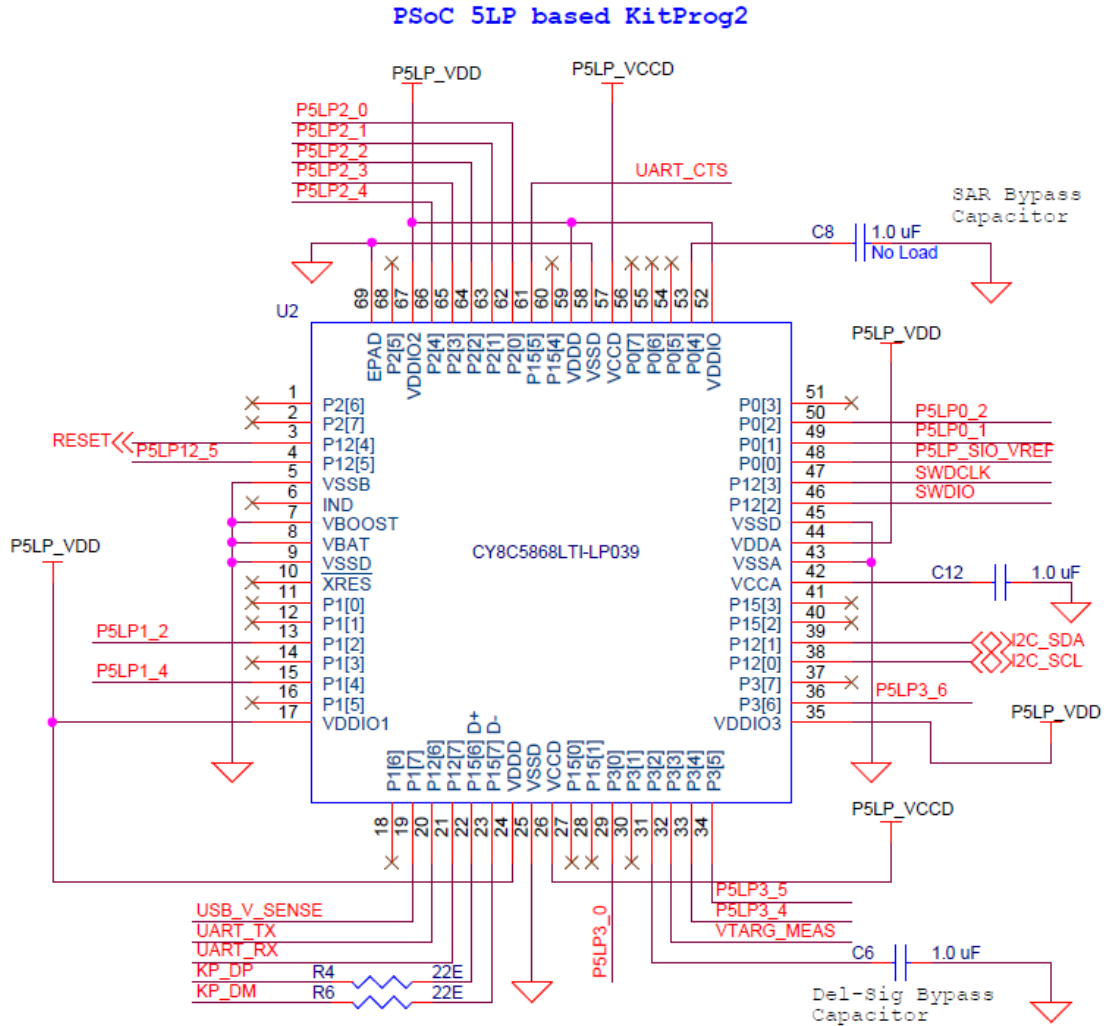 PSoC 5LP based KitProg2
P5LP_VDD
P5LP_VCCD
P5LP2_0
P5LP2_1
P5LP2_2
P5LP2_3
P5LP2_4
UART_CTS
SAR Bypass
Capacitor
C8
1.0 uF
No Load
U2
69 68 67 66 65 64 63 62 61 60 59 58 57 56 55 54 53 52
EPAD P2[5] VDDIO2 P2[4] P2[3] P2[2] P2[1] P2[0] P15[5] P15[4] VDDD VSSD VCCD P0[7] P0[6] P0[5] P0[4] VDDIO
P5LP_VDD
1 P2[6]
2 P2[7]
RESET 3 P12[4]
P5LP12_5 4 P12[5]
5 VSSB
6 IND
7 VBOOST
8 VBAT
9 VSSD
10 XRES
11 P1[0]
12 P1[1]
P5LP1_2 13 P1[2]
14 P1[3]
P5LP1_4 15 P1[4]
16 P1[5]
17 VDDIO1
P5LP_VDD
CY8C5868LTI-LP039
P0[3] 51
P0[2] 50 P5LP0_2
P0[1] 49 P5LP0_1
P0[0] 48 P5LP_SIO_VREF
P12[3] 47 SWDCLK
P12[2] 46 SWDIO
VSSD 45
VDDA 44
VSSA 43
VCCA 42 C12 1.0 uF
P15[3] 41
P15[2] 40
P12[1] 39 I2C_SDA
P12[0] 38 I2C_SCL
P3[7] 37
P3[6] 36 P5LP3_6
VDDIO3 35 P5LP_VDD
P1[6] P1[7] P12[6] P12[7] P15[6] D+ P15[7] D- VDDD VSSD VCCD P15[0] P15[1] P3[0] P3[1] P3[2] P3[3] P3[4] P3[5]
18 19 20 21 22 23 24 25 26 27 28 29 30 31 32 33 34
P5LP_VCCD
P5LP3_5
P5LP3_4
VTARG_MEAS
P5LP3_0
USB_V_SENSE
UART_TX
UART_RX
KP_DP R4 22E
KP_DM R6 22E
C6 1.0 uF
Del-Sig Bypass
Capacitor